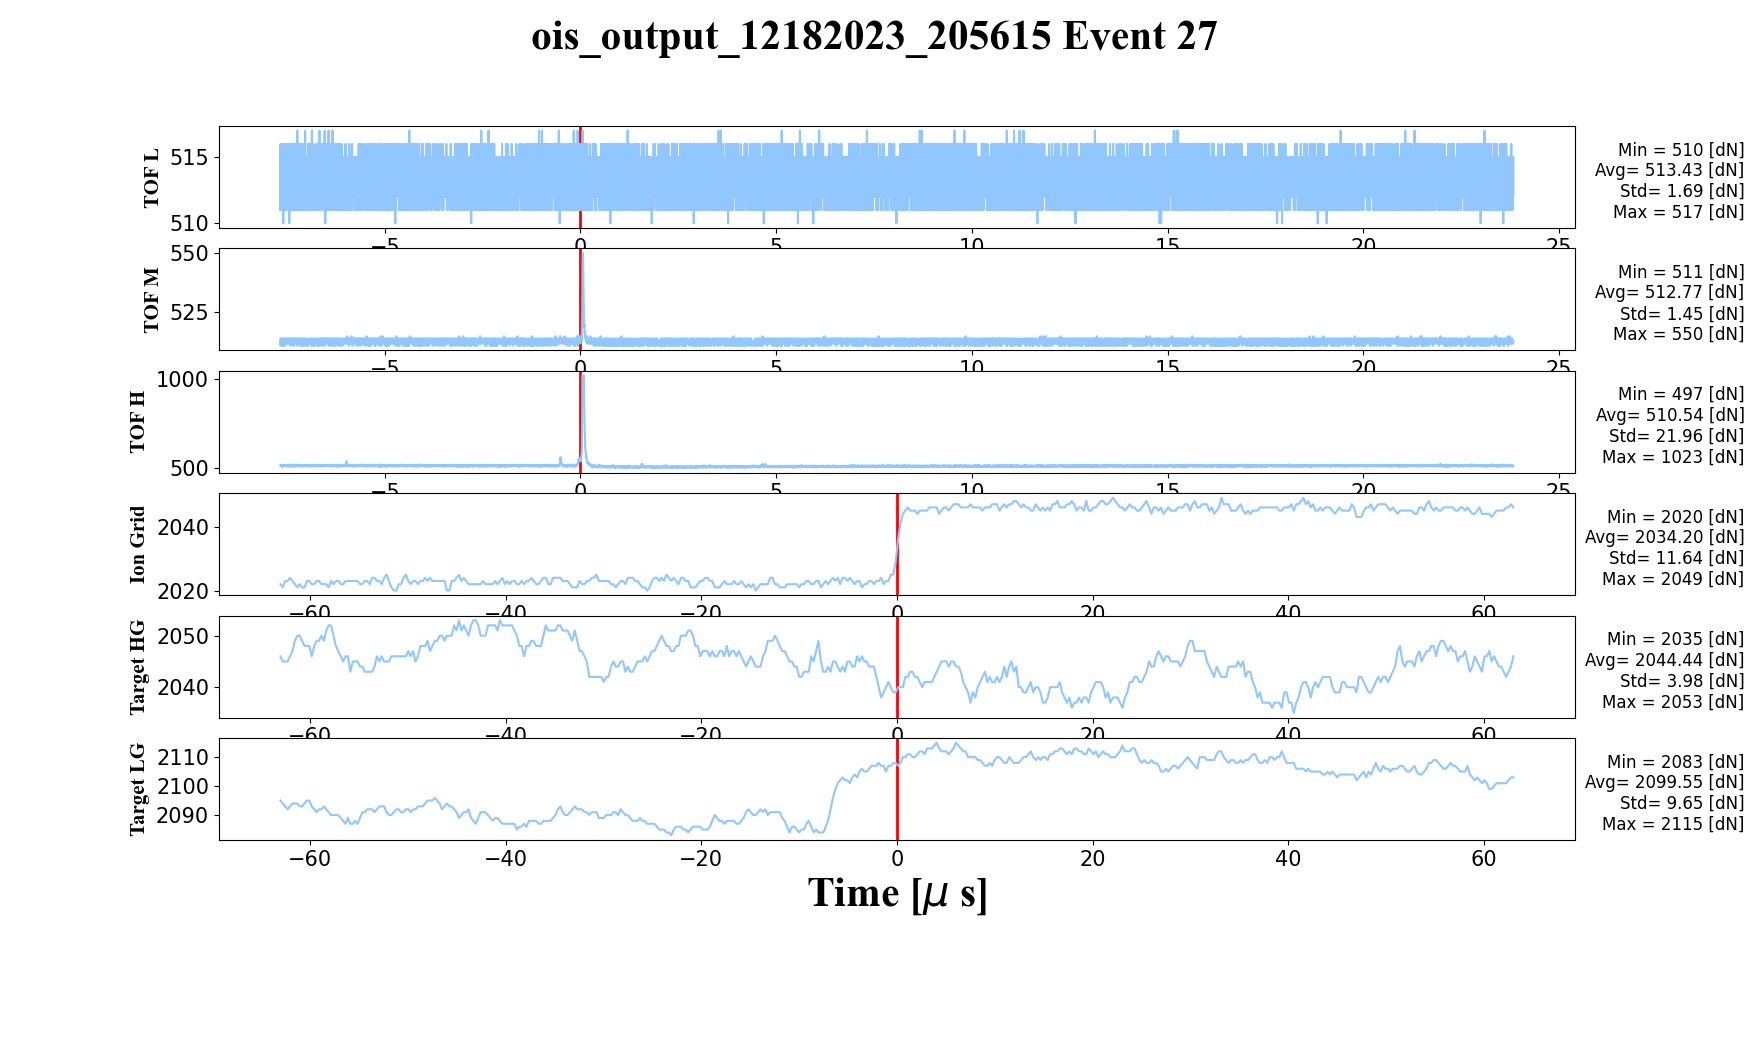 ois_output_12182023_205615 Event 27
TOF L
515
510
Min = 510 [dN]
Avg= 513.43 [dN]
Std= 1.69 [dN]
Max = 517 [dN]
−5 0 5 10 15 20 25
TOF M
550
525
Min = 511 [dN]
Avg= 512.77 [dN]
Std= 1.45 [dN]
Max = 550 [dN]
−5 0 5 10 15 20 25
TOF H
1000
500
Min = 497 [dN]
Avg= 510.54 [dN]
Std= 21.96 [dN]
Max = 1023 [dN]
−5 0 5 10 15 20 25
Ion Grid
2040
2020
Min = 2020 [dN]
Avg= 2034.20 [dN]
Std= 11.64 [dN]
Max = 2049 [dN]
−60 −40 −20 0 20 40 60
Target HG
2050
2040
Min = 2035 [dN]
Avg= 2044.44 [dN]
Std= 3.98 [dN]
Max = 2053 [dN]
−60 −40 −20 0 20 40 60
Target LG
2110
2100
2090
Min = 2083 [dN]
Avg= 2099.55 [dN]
Std= 9.65 [dN]
Max = 2115 [dN]
−60 −40 −20 0 20 40 60
Time [μ s]